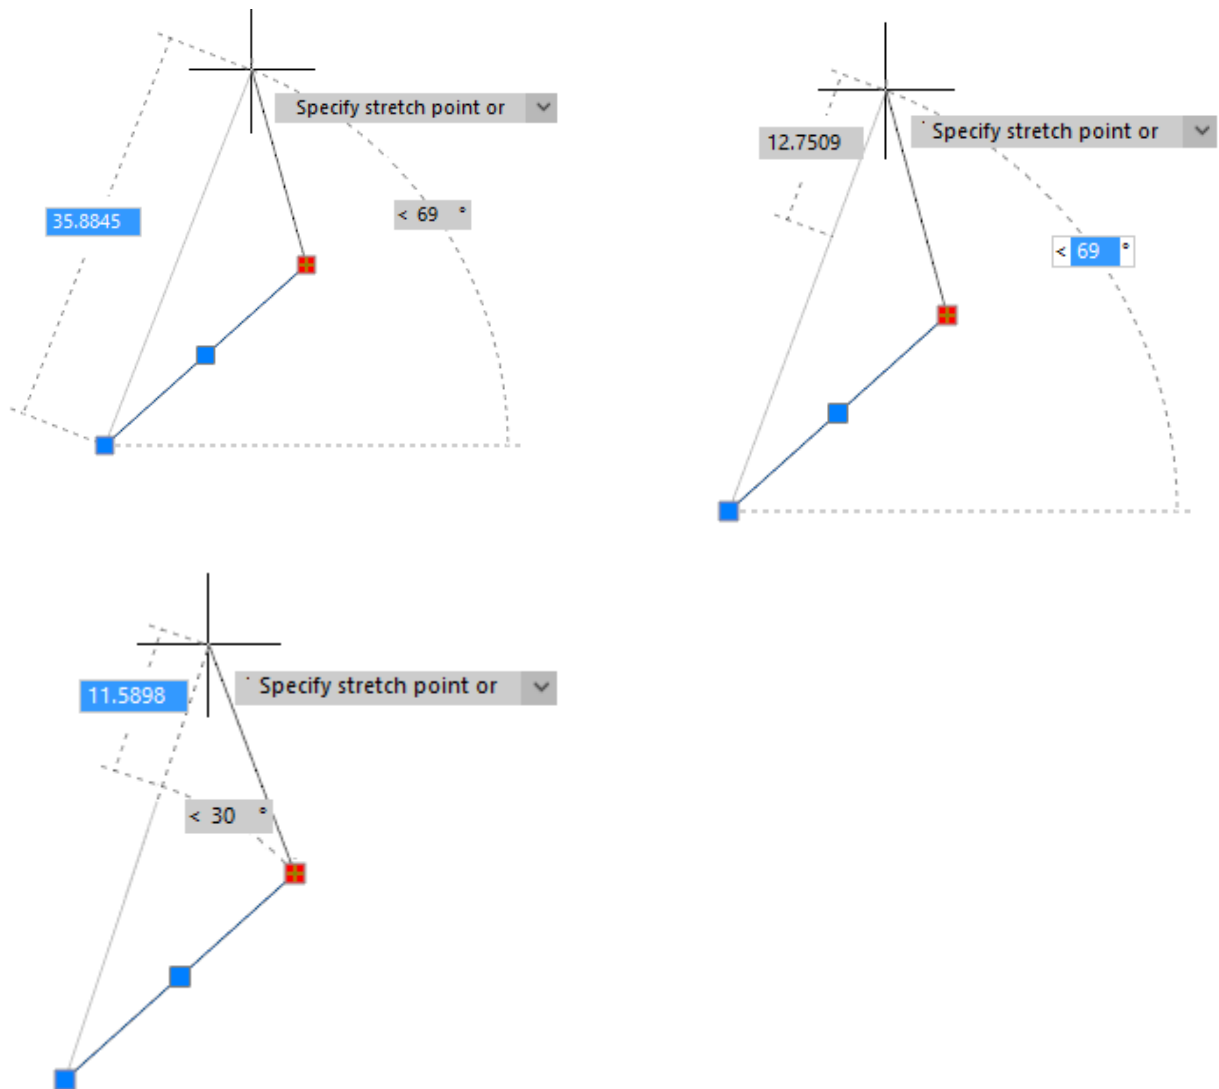 Specify stretch point or
35.8845
< 69 °
Specify stretch point or
12.7509
< 69 °
Specify stretch point or
11.5898
< 30 °